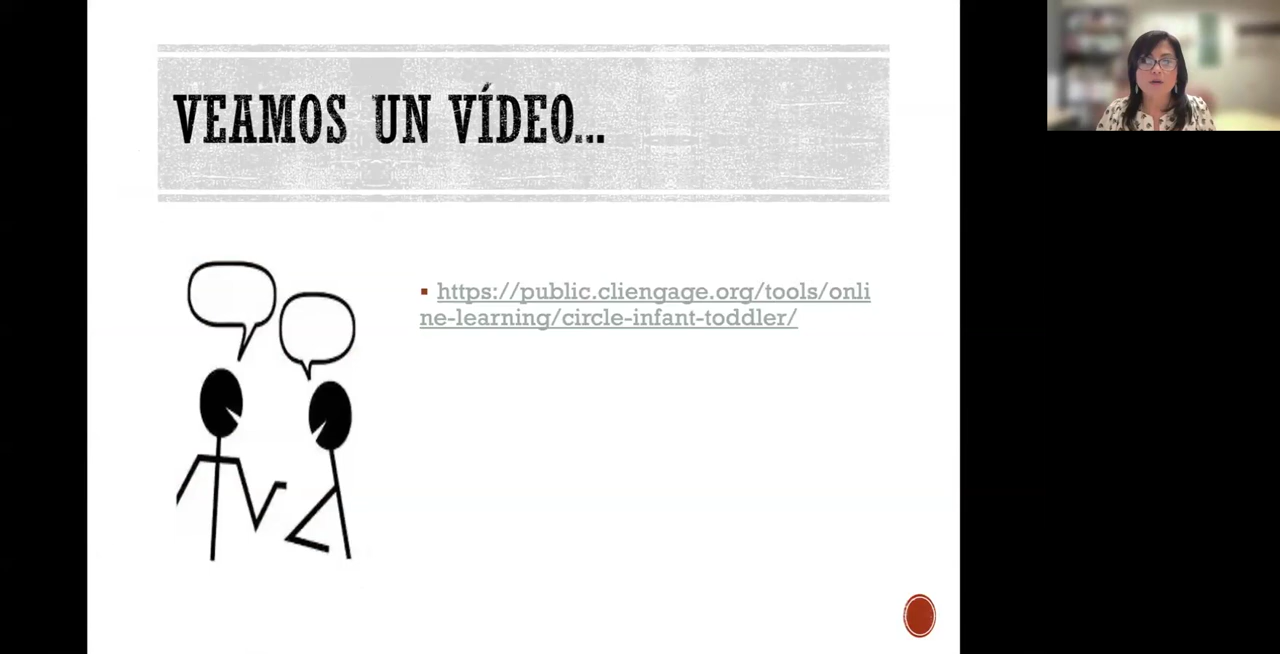 VEAMOS UN VÍDEO...
https://public.cliengage.org/tools/onli
ne-learning/circle-infant-toddler/